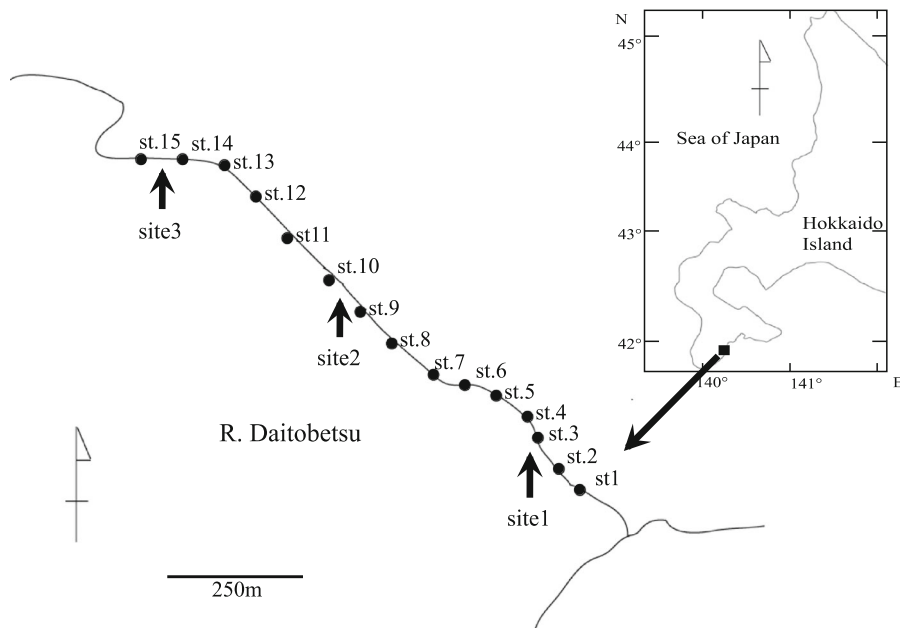 N
45°
Sea of Japan
44°
Hokkaido
Island
43°
42°
140°
141°
E
st.15
st.14
st.13
st.12
st11
st.10
st.9
st.8
st.7
st.6
st.5
st.4
st.3
st.2
st1
site3
site2
site1
R. Daitobetsu
250m